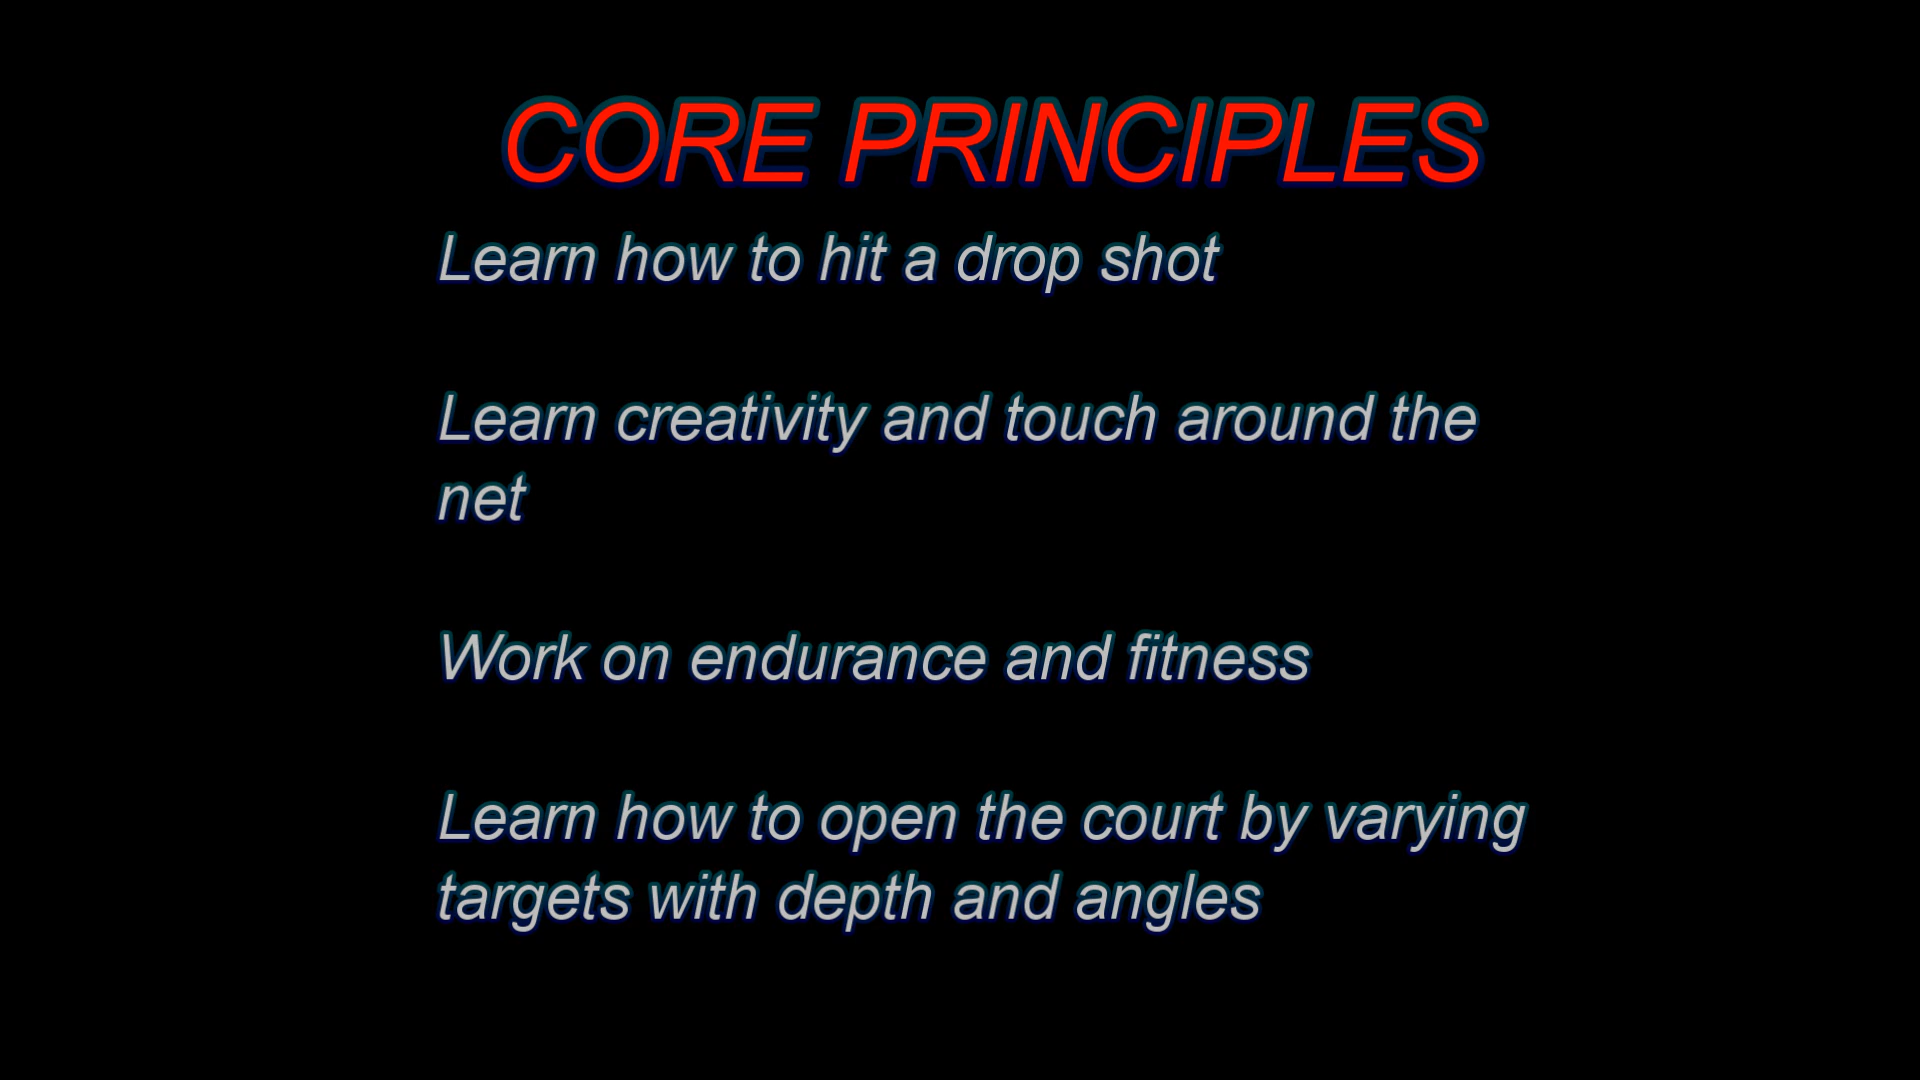 CORE PRINCIPLES
Learn how to hit a drop shot
Learn creativity and touch around the
net
Work on endurance and fitness
Learn how to open the court by varying
targets with depth and angles